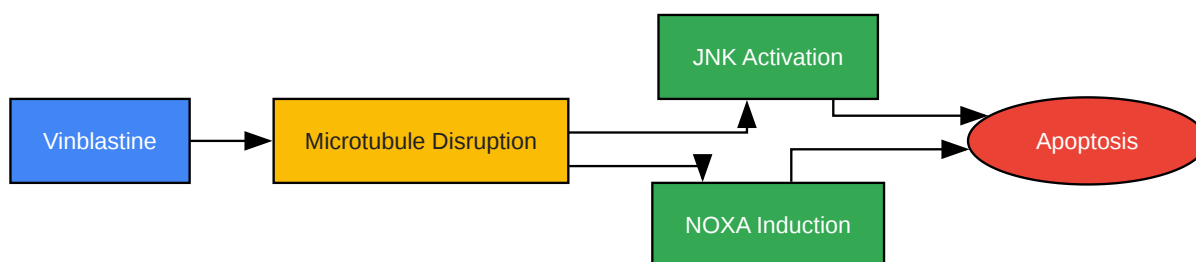 JNK Activation
Vinblastine
Microtubule Disruption
Apoptosis
NOXA Induction